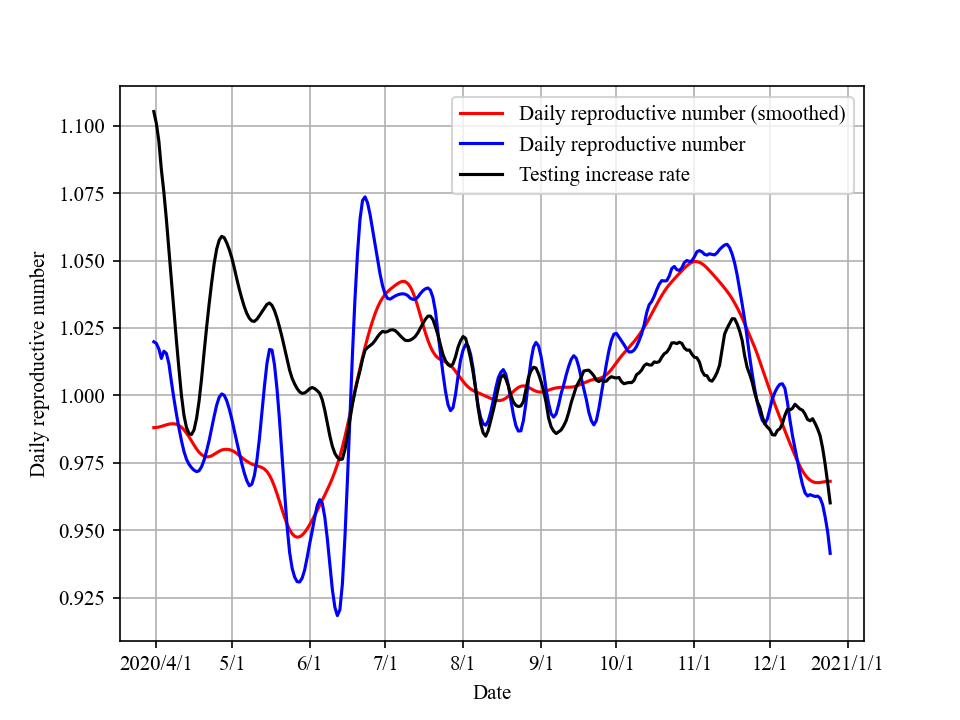 Daily reproductive number (smoothed)
Daily reproductive number
Testing increase rate
1.100
1.075
1.050
1.025
1.000
0.975
0.950
0.925
Daily reproductive number
2020/4/1 5/1 6/1 7/1 8/1 9/1 10/1 11/1 12/1 2021/1/1
Date